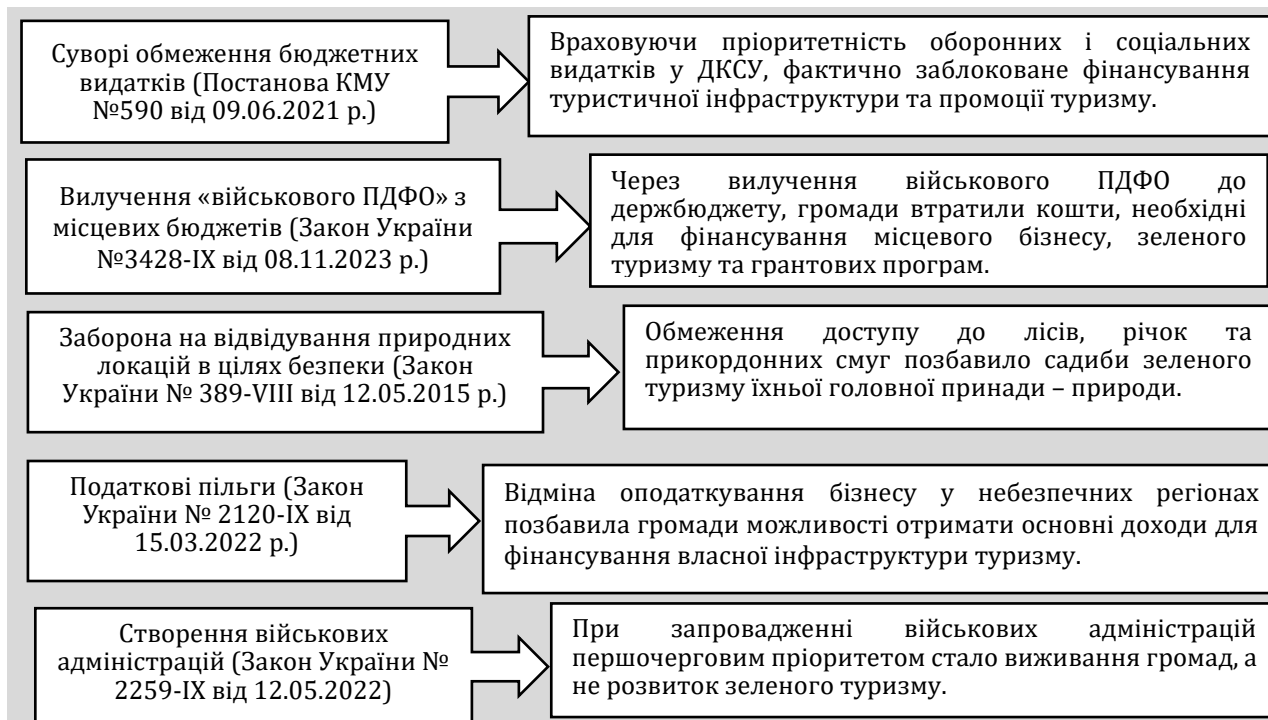 Суворі обмеження бюджетних
видатків (Постанова КМУ
№590 від 09.06.2021 р.)
Враховуючи пріоритетність оборонних і соціальних
видатків у ДКСУ, фактично заблоковане фінансування
туристичної інфраструктури та промоції туризму.
Вилучення «військового ПДФО» з
місцевих бюджетів (Закон України
№3428-IX від 08.11.2023 р.)
Через вилучення військового ПДФО до
держбюджету, громади втратили кошти, необхідні
для фінансування місцевого бізнесу, зеленого
туризму та грантових програм.
Заборона на відвідування природних
локацій в цілях безпеки (Закон
України № 389-VIII від 12.05.2015 р.)
Обмеження доступу до лісів, річок та
прикордонних смуг позбавило садиби зеленого
туризму їхньої головної принади – природи.
Податкові пільги (Закон
України № 2120-IX від
15.03.2022 р.)
Відміна оподаткування бізнесу у небезпечних регіонах
позбавила громади можливості отримати основні доходи для
фінансування власної інфраструктури туризму.
Створення військових
адміністрацій (Закон України №
2259-IX від 12.05.2022)
При запровадженні військових адміністрацій
першочерговим пріоритетом стало виживання громад, а
не розвиток зеленого туризму.